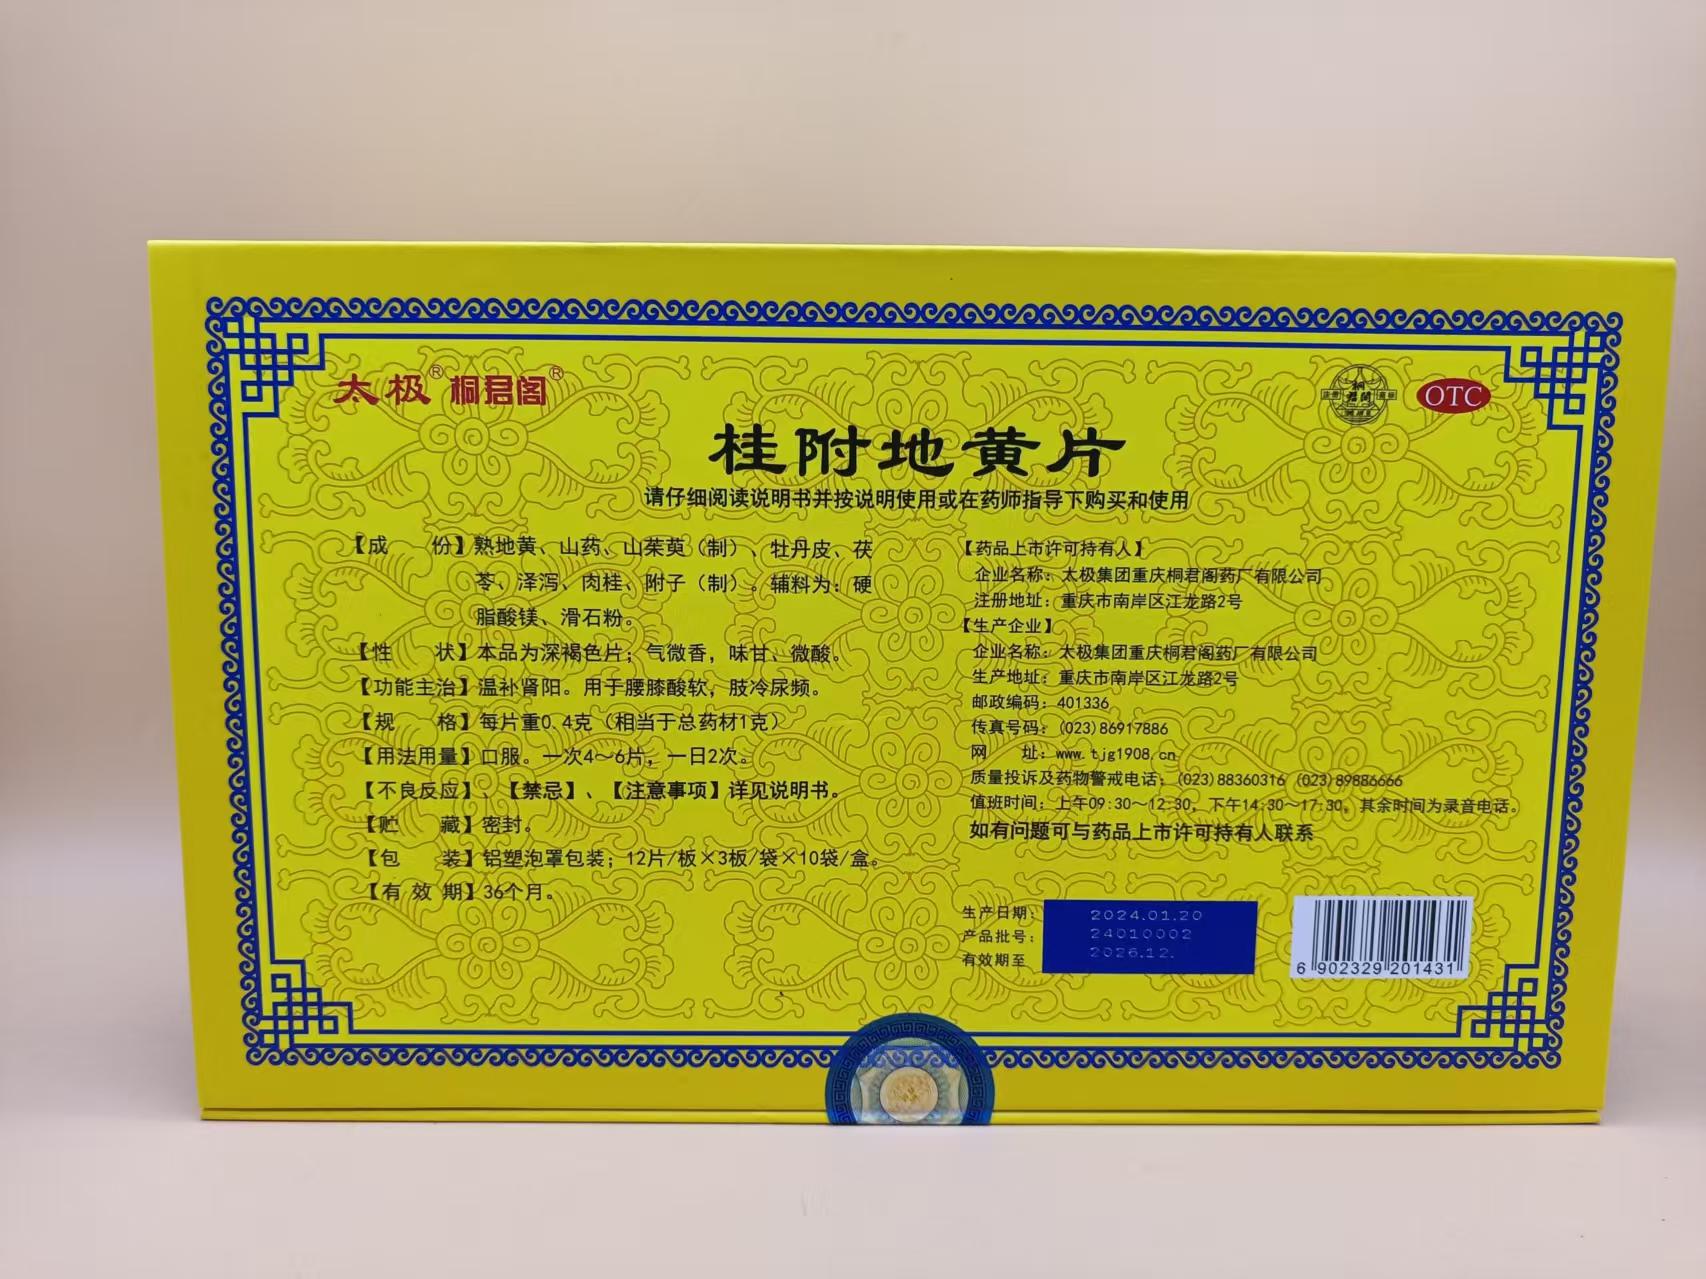 太极® 桐君阁®
桐君阁
OTC
桂附地黄片
请仔细阅读说明书并按说明使用或在药师指导下购买和使用
【成 份】熟地黄、山药、山茱萸（制）、牡丹皮、茯
苓、泽泻、肉桂、附子（制）。辅料为：硬
脂酸镁、滑石粉。
【性 状】本品为深褐色片；气微香，味甘、微酸。
【功能主治】温补肾阳。用于腰膝酸软，肢冷尿频。
【规 格】每片重0.4克（相当于总药材1克）
【用法用量】口服。一次4～6片，一日2次。
【不良反应】、【禁忌】、【注意事项】详见说明书。
【贮 藏】密封。
【包 装】铝塑泡罩包装；12片/板×3板/袋×10袋/盒。
【有 效 期】36个月。
【药品上市许可持有人】
企业名称：太极集团重庆桐君阁药厂有限公司
注册地址：重庆市南岸区江龙路2号
【生产企业】
企业名称：太极集团重庆桐君阁药厂有限公司
生产地址：重庆市南岸区江龙路2号
邮政编码：401336
传真号码：(023)86917886
网 址：www.tjg1908.cn
质量投诉及药物警戒电话：(023)88360316 (023)89886666
值班时间：上午09:30～12:30，下午14:30～17:30，其余时间为录音电话。
如有问题可与药品上市许可持有人联系
生产日期： 2024.01.20
产品批号： 24010002
有效期至 2026.12.
6 902329 201431